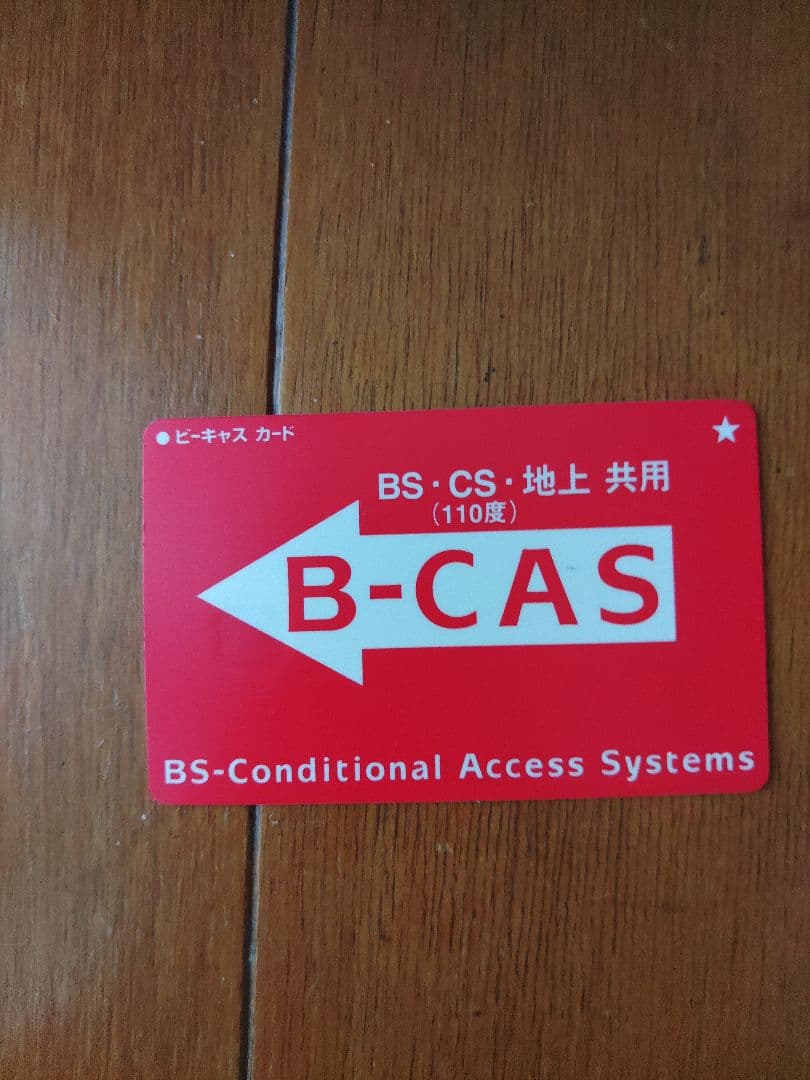 ●ビーキャス カード
★
BS・CS・地上 共用
(110度)
B-CAS
BS-Conditional Access Systems